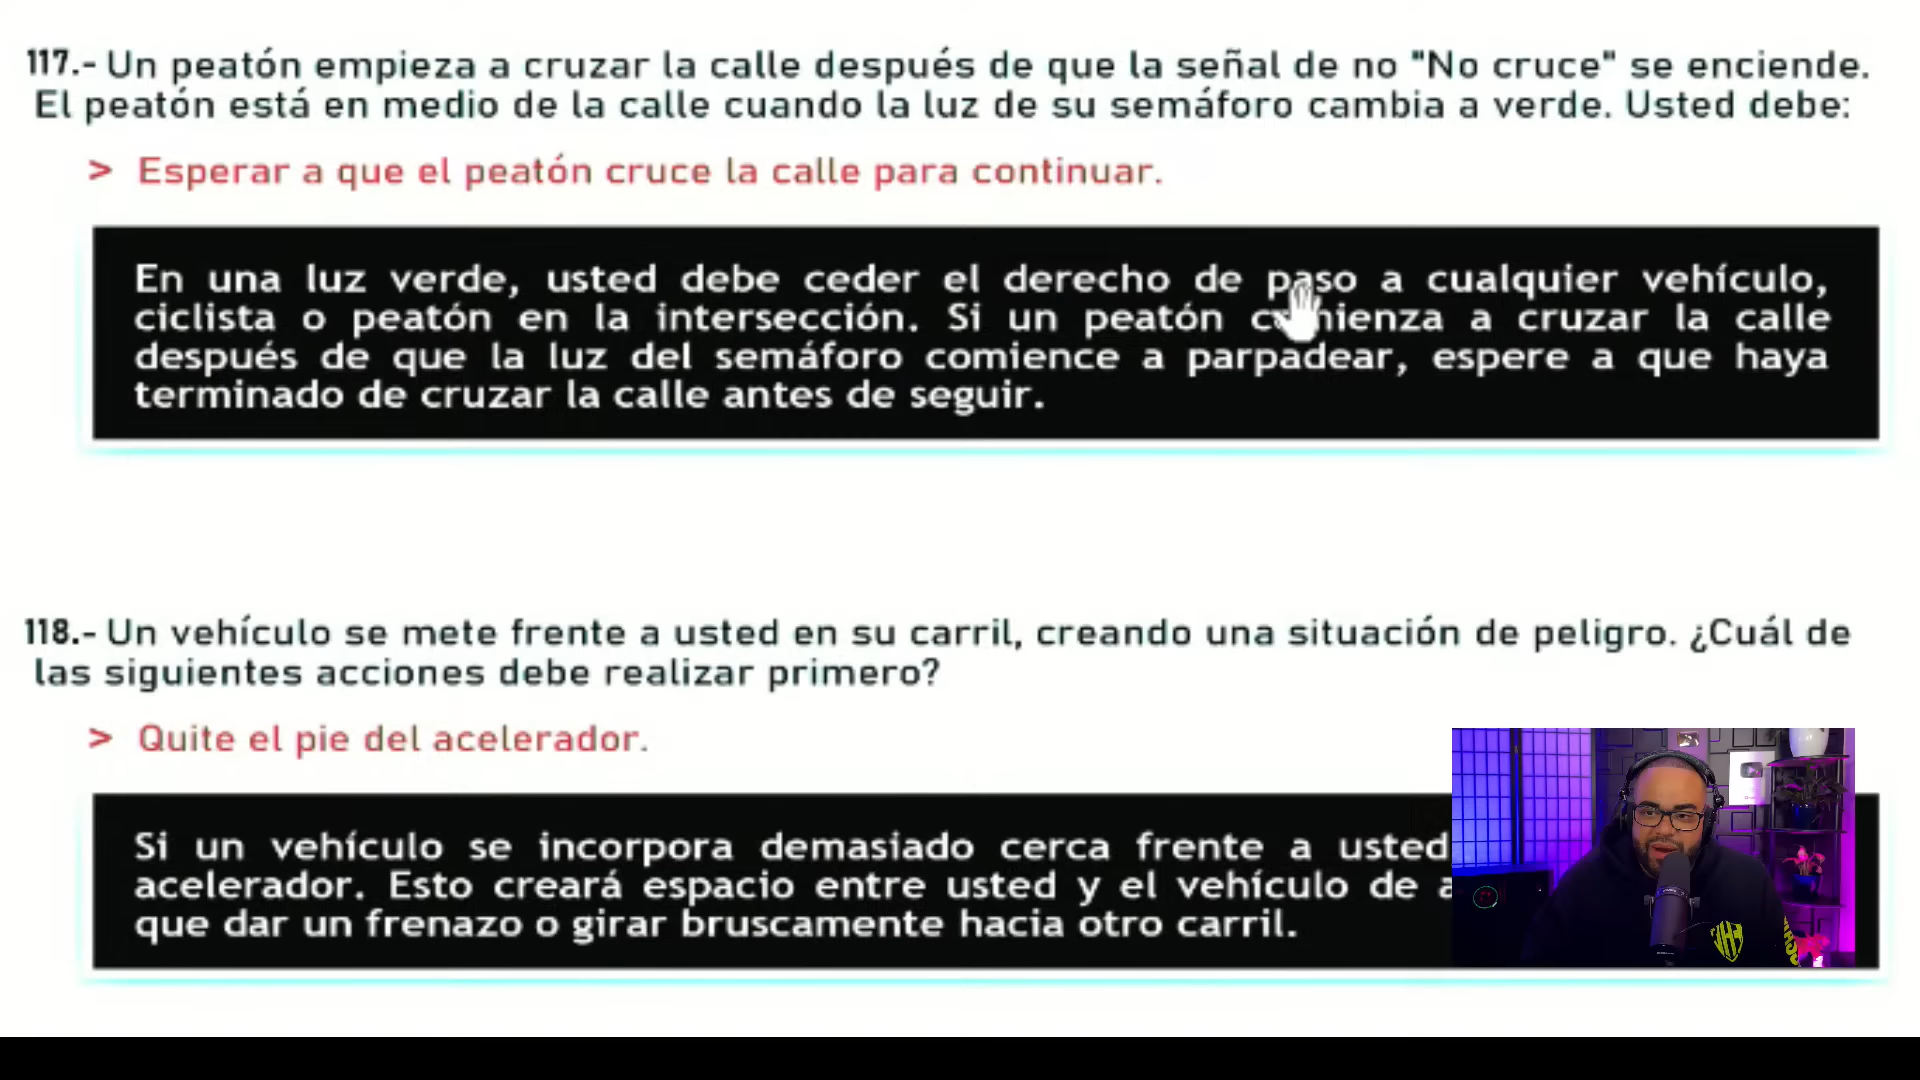 117.- Un peatón empieza a cruzar la calle después de que la señal de no "No cruce" se enciende.
El peatón está en medio de la calle cuando la luz de su semáforo cambia a verde. Usted debe:
> Esperar a que el peatón cruce la calle para continuar.
En una luz verde, usted debe ceder el derecho de paso a cualquier vehículo,
ciclista o peatón en la intersección. Si un peatón comienza a cruzar la calle
después de que la luz del semáforo comience a parpadear, espere a que haya
terminado de cruzar la calle antes de seguir.
118.- Un vehículo se mete frente a usted en su carril, creando una situación de peligro. ¿Cuál de
las siguientes acciones debe realizar primero?
> Quite el pie del acelerador.
Si un vehículo se incorpora demasiado cerca frente a usted
acelerador. Esto creará espacio entre usted y el vehículo de
que dar un frenazo o girar bruscamente hacia otro carril.